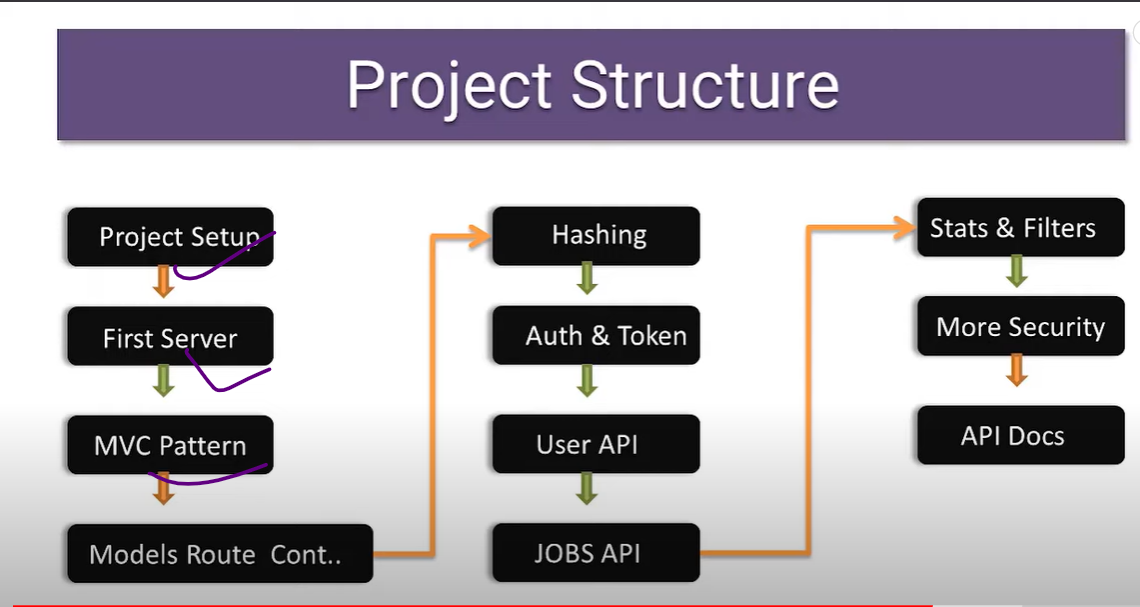 Project Structure
Project Setup
First Server
MVC Pattern
Models Route Cont..
Hashing
Auth & Token
User API
JOBS API
Stats & Filters
More Security
API Docs